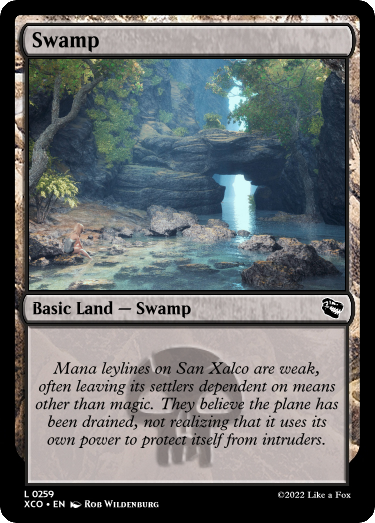 Swamp
Basic Land — Swamp
Mana leylines on San Xalco are weak,
often leaving its settlers dependent on means
other than magic. They believe the plane has
been drained, not realizing that it uses its
own power to protect itself from intruders.
L 0259
XCO • EN Rob Wildenburg
©2022 Like a Fox